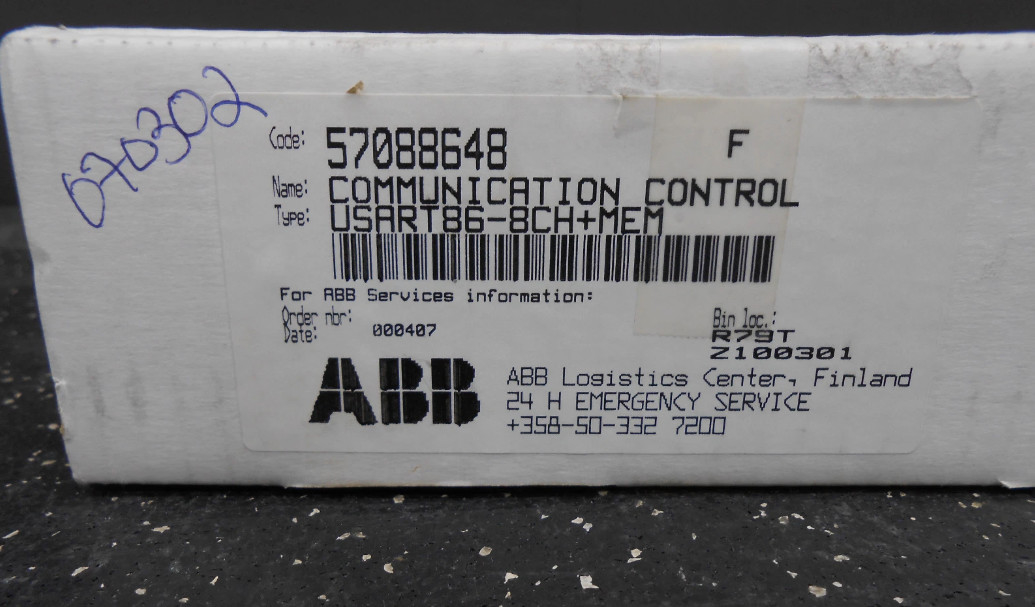 070302
Code: 57088648 F
Name: COMMUNICATION CONTROL
Type: USART86-8CH+MEM
For ABB Services information:
Order nbr:
Date: 000407
Bin loc.:
R79T
Z100301
ABB
ABB Logistics Center, Finland
24 H EMERGENCY SERVICE
+358-50-332 7200